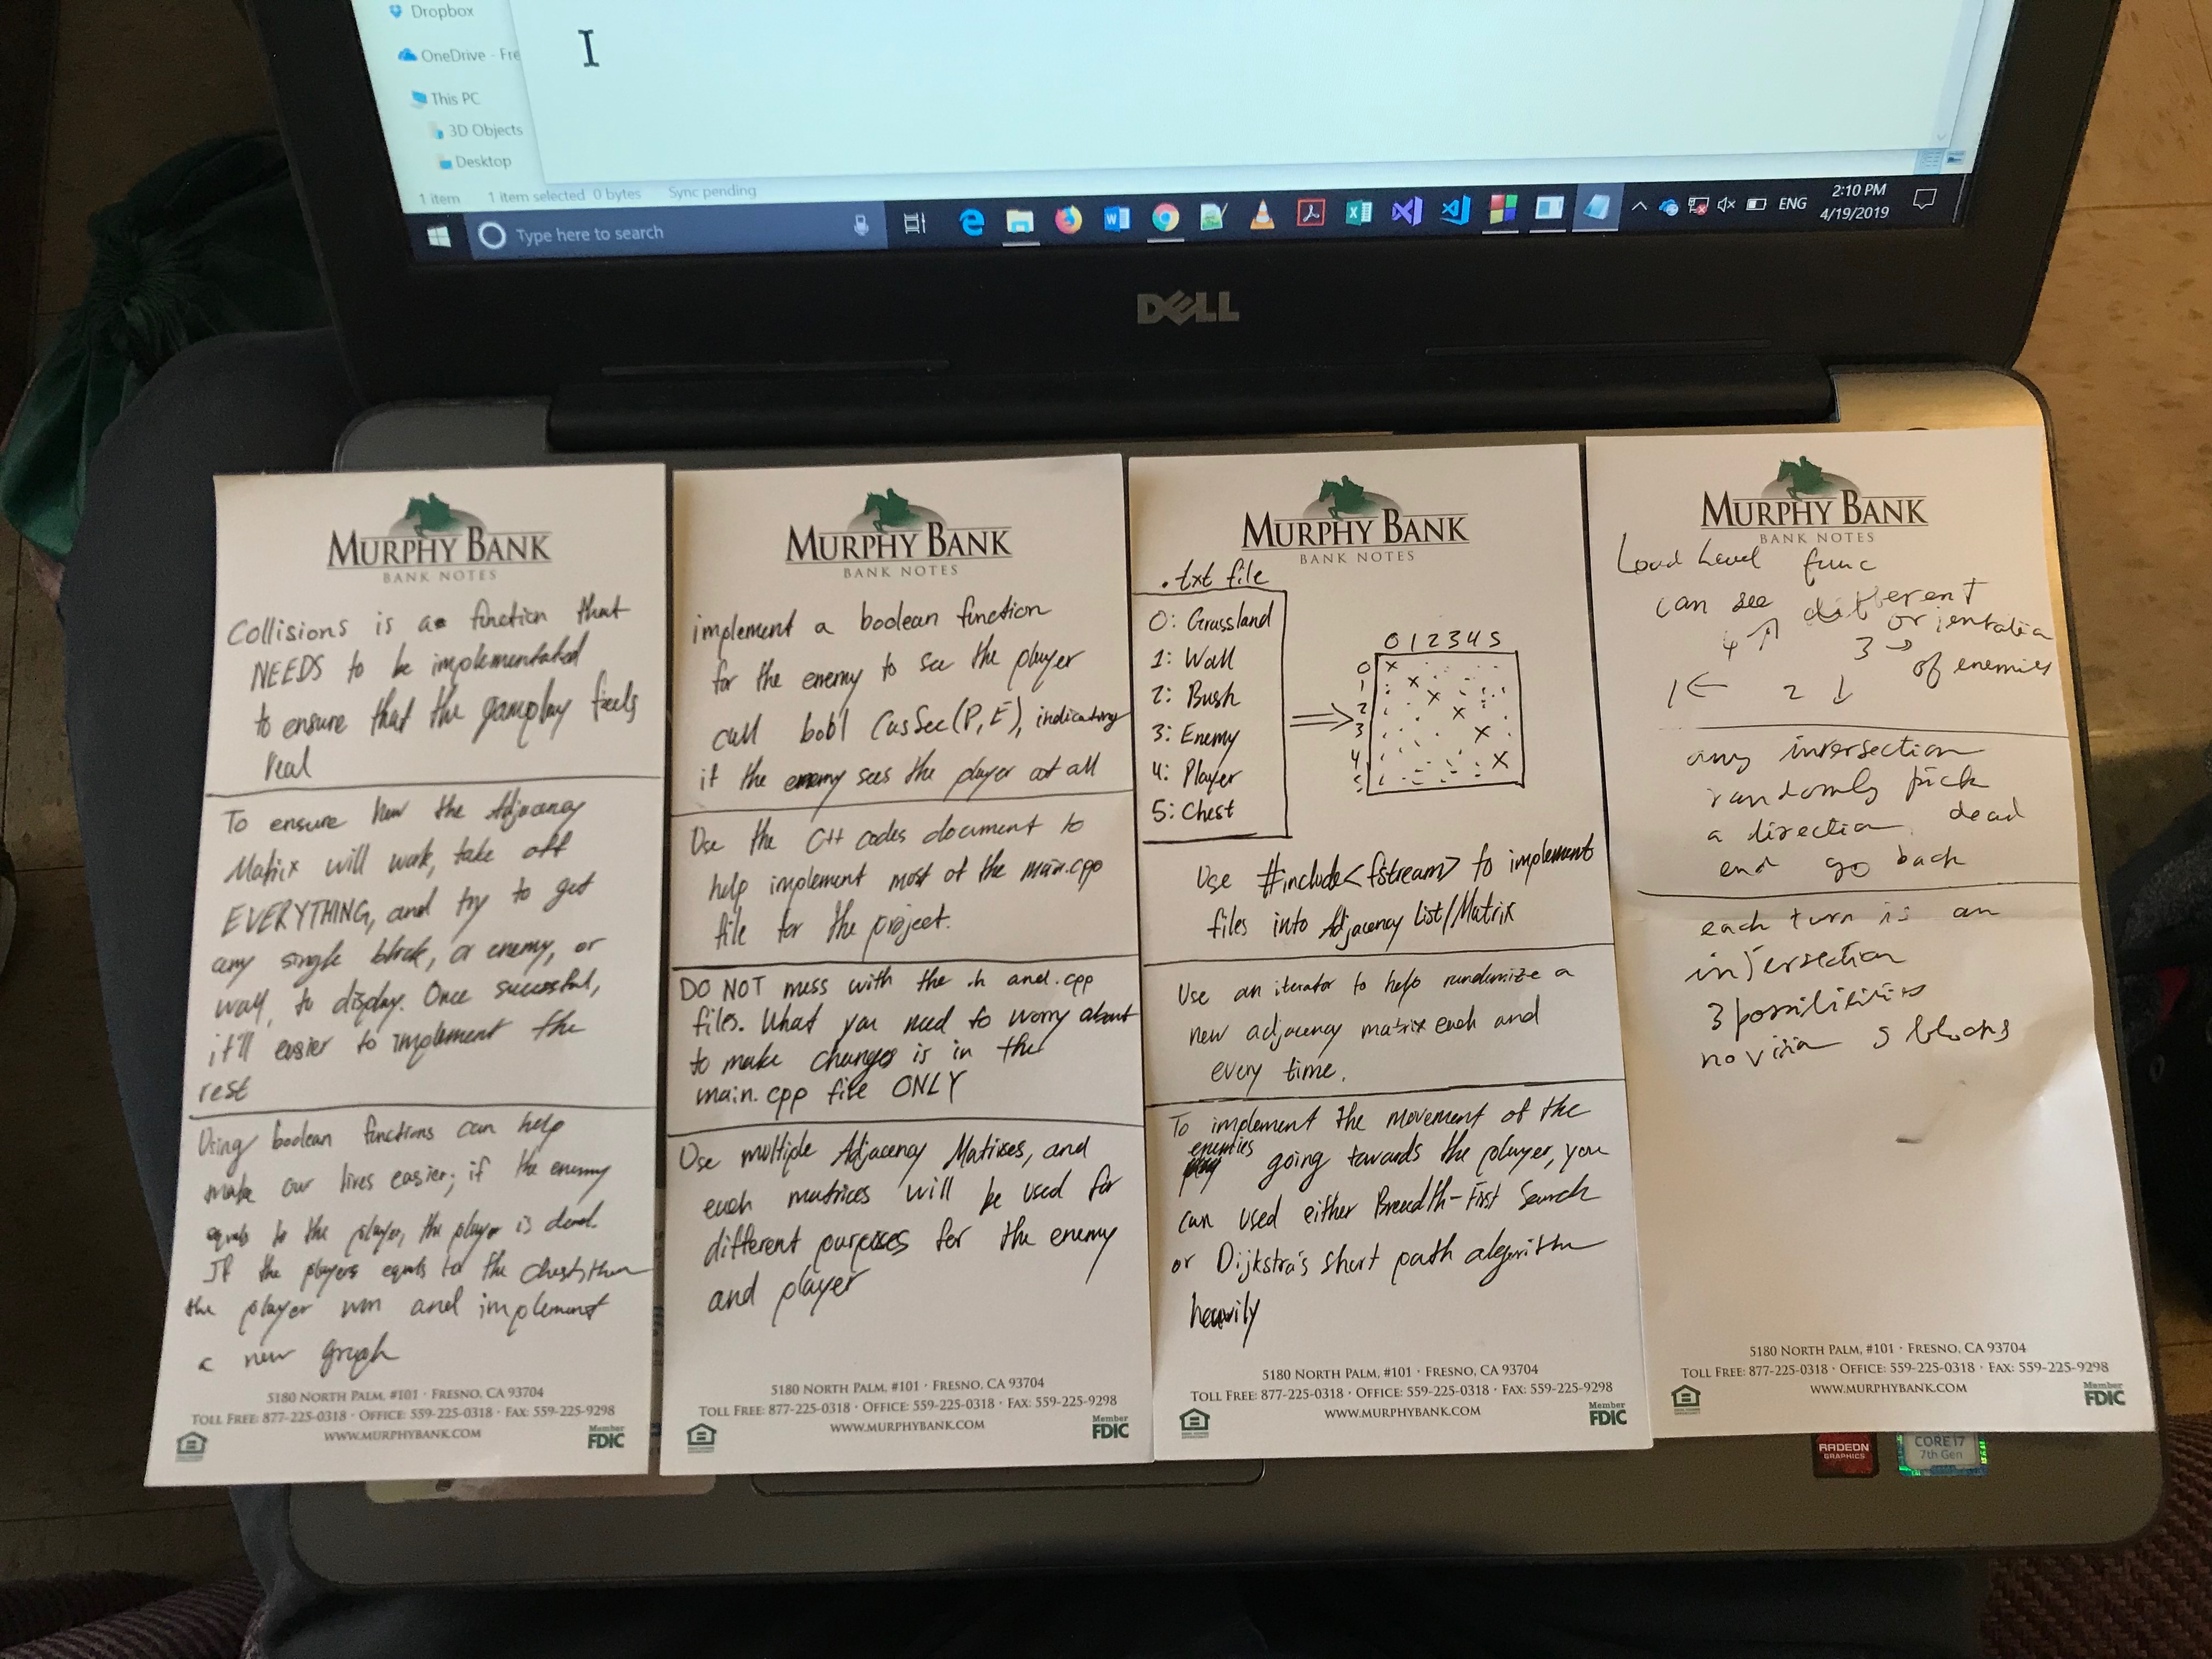 Dropbox
OneDrive - Fre
This PC
3D Objects
Desktop
1 item 1 item selected 0 bytes Sync pending
Type here to search
ENG
2:10 PM
4/19/2019
DELL
MURPHY BANK
BANK NOTES
Collisions is a function that
NEEDS to be implementated
to ensure that the gameplay feels
real
To ensure how the Adjacency
Matrix will work, take off
EVERYTHING, and try to get
any single block, or enemy, or
wall, to display. Once successful,
it'll easier to implement the
rest
Using boolean functions can help
make our lives easier; if the enemy
equals to the player, the player is dead.
If the players equals to the chest, then
the player win and implement
a new graph
5180 NORTH PALM, #101 · FRESNO, CA 93704
TOLL FREE: 877-225-0318 · OFFICE: 559-225-0318 · FAX: 559-225-9298
WWW.MURPHYBANK.COM
Member
FDIC
MURPHY BANK
BANK NOTES
implement a boolean function
for the enemy to see the player
call bool CanSee(P, E), indicating
if the enemy sees the player at all
Use the C++ codes document to
help implement most of the main.cpp
file for the project.
DO NOT mess with the .h and .cpp
files. What you need to worry about
to make changes is in the
main.cpp file ONLY
Use multiple Adjacency Matrixes, and
each matrices will be used for
different purposes for the enemy
and player
5180 NORTH PALM, #101 · FRESNO, CA 93704
TOLL FREE: 877-225-0318 · OFFICE: 559-225-0318 · FAX: 559-225-9298
WWW.MURPHYBANK.COM
Member
FDIC
MURPHY BANK
BANK NOTES
.txt file
0: Grassland
1: Wall
2: Bush
3: Enemy
4: Player
5: Chest
0 1 2 3 4 5
0 x
1 x
2 x
3 x
4 x
5 x
Use #include<fstream> to implement
files into Adjacency List/Matrix
Use an iterator to help randomize a
new adjacency matrix each and
every time.
To implement the movement of the
enemies
going towards the player, you
can used either Breadth-First Search
or Dijkstra's short path algorithm
heavily
5180 NORTH PALM, #101 · FRESNO, CA 93704
TOLL FREE: 877-225-0318 · OFFICE: 559-225-0318 · FAX: 559-225-9298
WWW.MURPHYBANK.COM
Member
FDIC
MURPHY BANK
BANK NOTES
Load Level func
can see different
orientation
of enemies
4 ↑ 3 →
1 ← 2 ↓
any intersection
randomly pick
a direction dead
end go back
each turn is an
intersection
3 possibilities
5 blocks
5180 NORTH PALM, #101 · FRESNO, CA 93704
TOLL FREE: 877-225-0318 · OFFICE: 559-225-0318 · FAX: 559-225-9298
WWW.MURPHYBANK.COM
Member
FDIC
RADEON
GRAPHICS
CORE i7
7th Gen